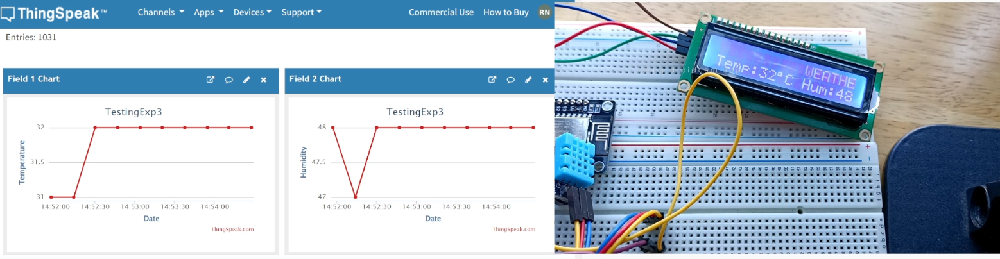 ThingSpeak™ Channels Apps Devices Support Commercial Use How to Buy RN
Entries: 1031
Field 1 Chart
TestingExp3
Temperature
32
31.5
31
14:52:00 14:52:30 14:53:00 14:53:30 14:54:00
Date
ThingSpeak.com
Field 2 Chart
TestingExp3
Humidity
48
47.5
47
14:52:00 14:52:30 14:53:00 14:53:30 14:54:00
Date
ThingSpeak.com
WEATHE
Temp:32°C Hum:48